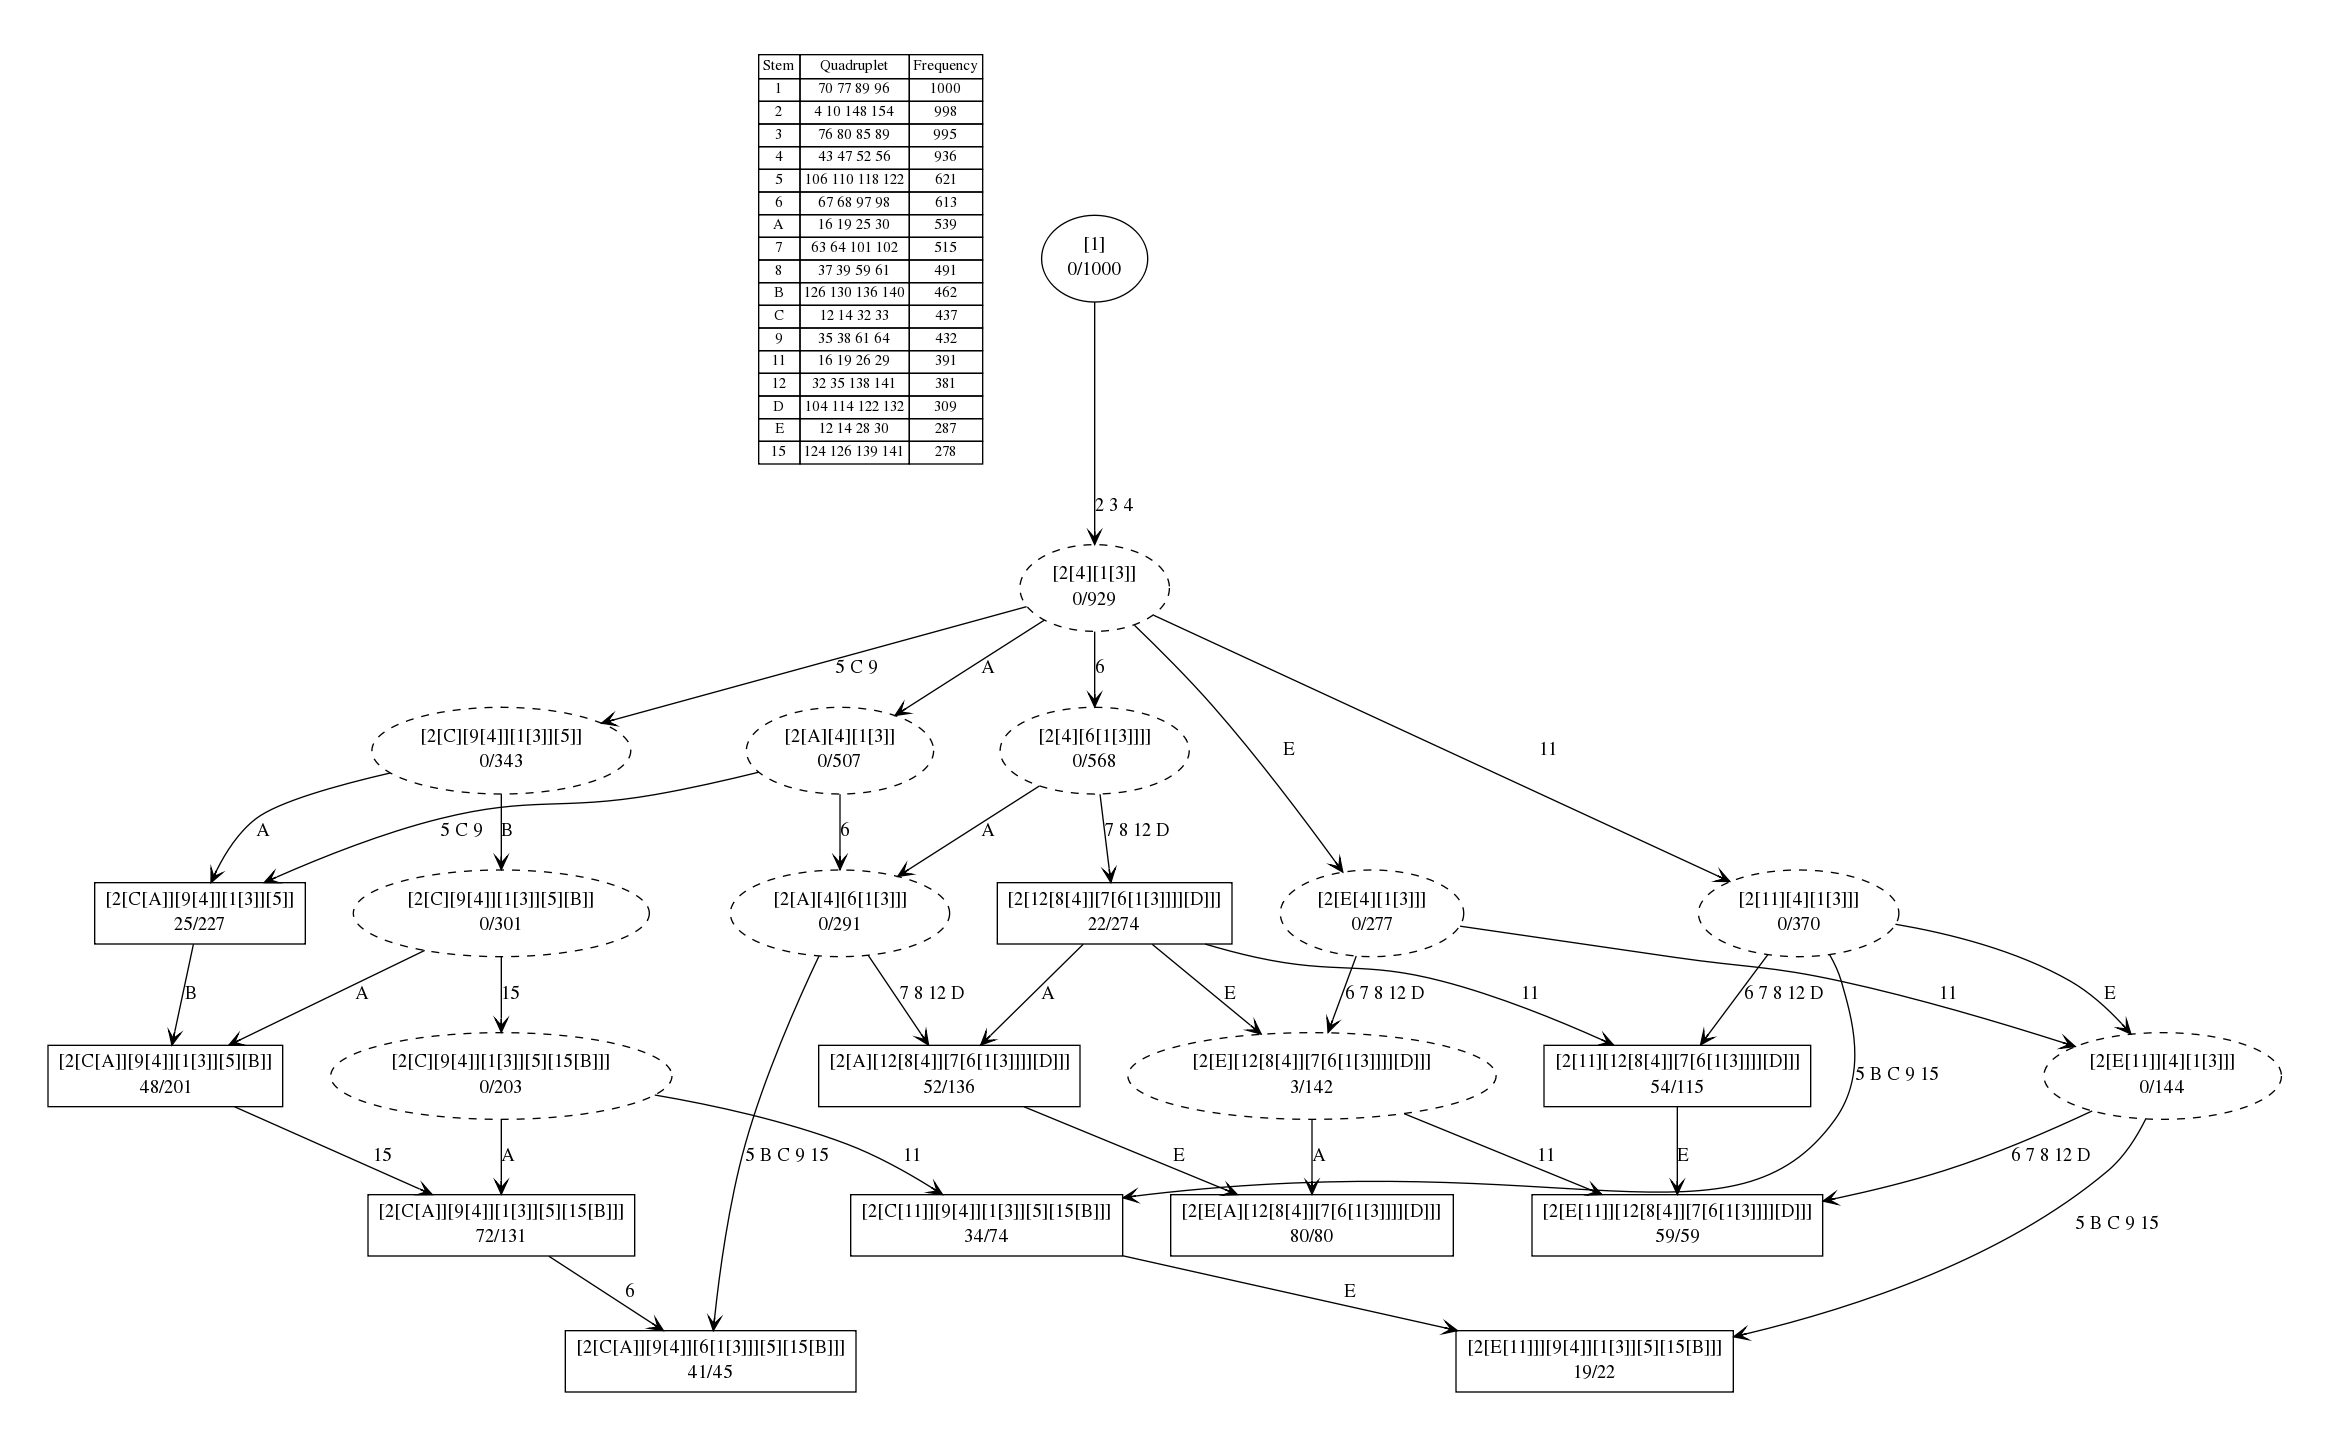 Stem Quadruplet Frequency
1 70 77 89 96 1000
2 4 10 148 154 998
3 76 80 85 89 995
4 43 47 52 56 936
5 106 110 118 122 621
6 67 68 97 98 613
A 16 19 25 30 539
7 63 64 101 102 515
8 37 39 59 61 491
B 126 130 136 140 462
C 12 14 32 33 437
9 35 38 61 64 432
11 16 19 26 29 391
12 32 35 138 141 381
D 104 114 122 132 309
E 12 14 28 30 287
15 124 126 139 141 278
[1]
0/1000
2 3 4
[2[4][1[3]]
0/929
5 C 9
A
6
E
11
[2[C][9[4]][1[3]][5]]
0/343
[2[A][4][1[3]]
0/507
[2[4][6[1[3]]]]
0/568
A
5 C 9
B
6
A
7 8 12 D
[2[C[A]][9[4]][1[3]][5]]
25/227
[2[C][9[4]][1[3]][5][B]]
0/301
[2[A][4][6[1[3]]]
0/291
[2[12[8[4]][7[6[1[3]]]][D]]]
22/274
[2[E[4][1[3]]]
0/277
[2[11][4][1[3]]]
0/370
B
A
15
7 8 12 D
A
E
6 7 8 12 D
11
6 7 8 12 D
11
E
[2[C[A]][9[4]][1[3]][5][B]]
48/201
[2[C][9[4]][1[3]][5][15[B]]]
0/203
[2[A][12[8[4]][7[6[1[3]]]][D]]]
52/136
[2[E][12[8[4]][7[6[1[3]]]][D]]]
3/142
[2[11][12[8[4]][7[6[1[3]]]][D]]]
54/115
5 B C 9 15
[2[E[11]][4][1[3]]]
0/144
15
A
5 B C 9 15
11
E
A
11
E
6 7 8 12 D
[2[C[A]][9[4]][1[3]][5][15[B]]]
72/131
[2[C[11]][9[4]][1[3]][5][15[B]]]
34/74
[2[E[A][12[8[4]][7[6[1[3]]]][D]]]
80/80
[2[E[11]][12[8[4]][7[6[1[3]]]][D]]]
59/59
5 B C 9 15
6
E
[2[C[A]][9[4]][6[1[3]]][5][15[B]]]
41/45
[2[E[11]]][9[4]][1[3]][5][15[B]]]
19/22